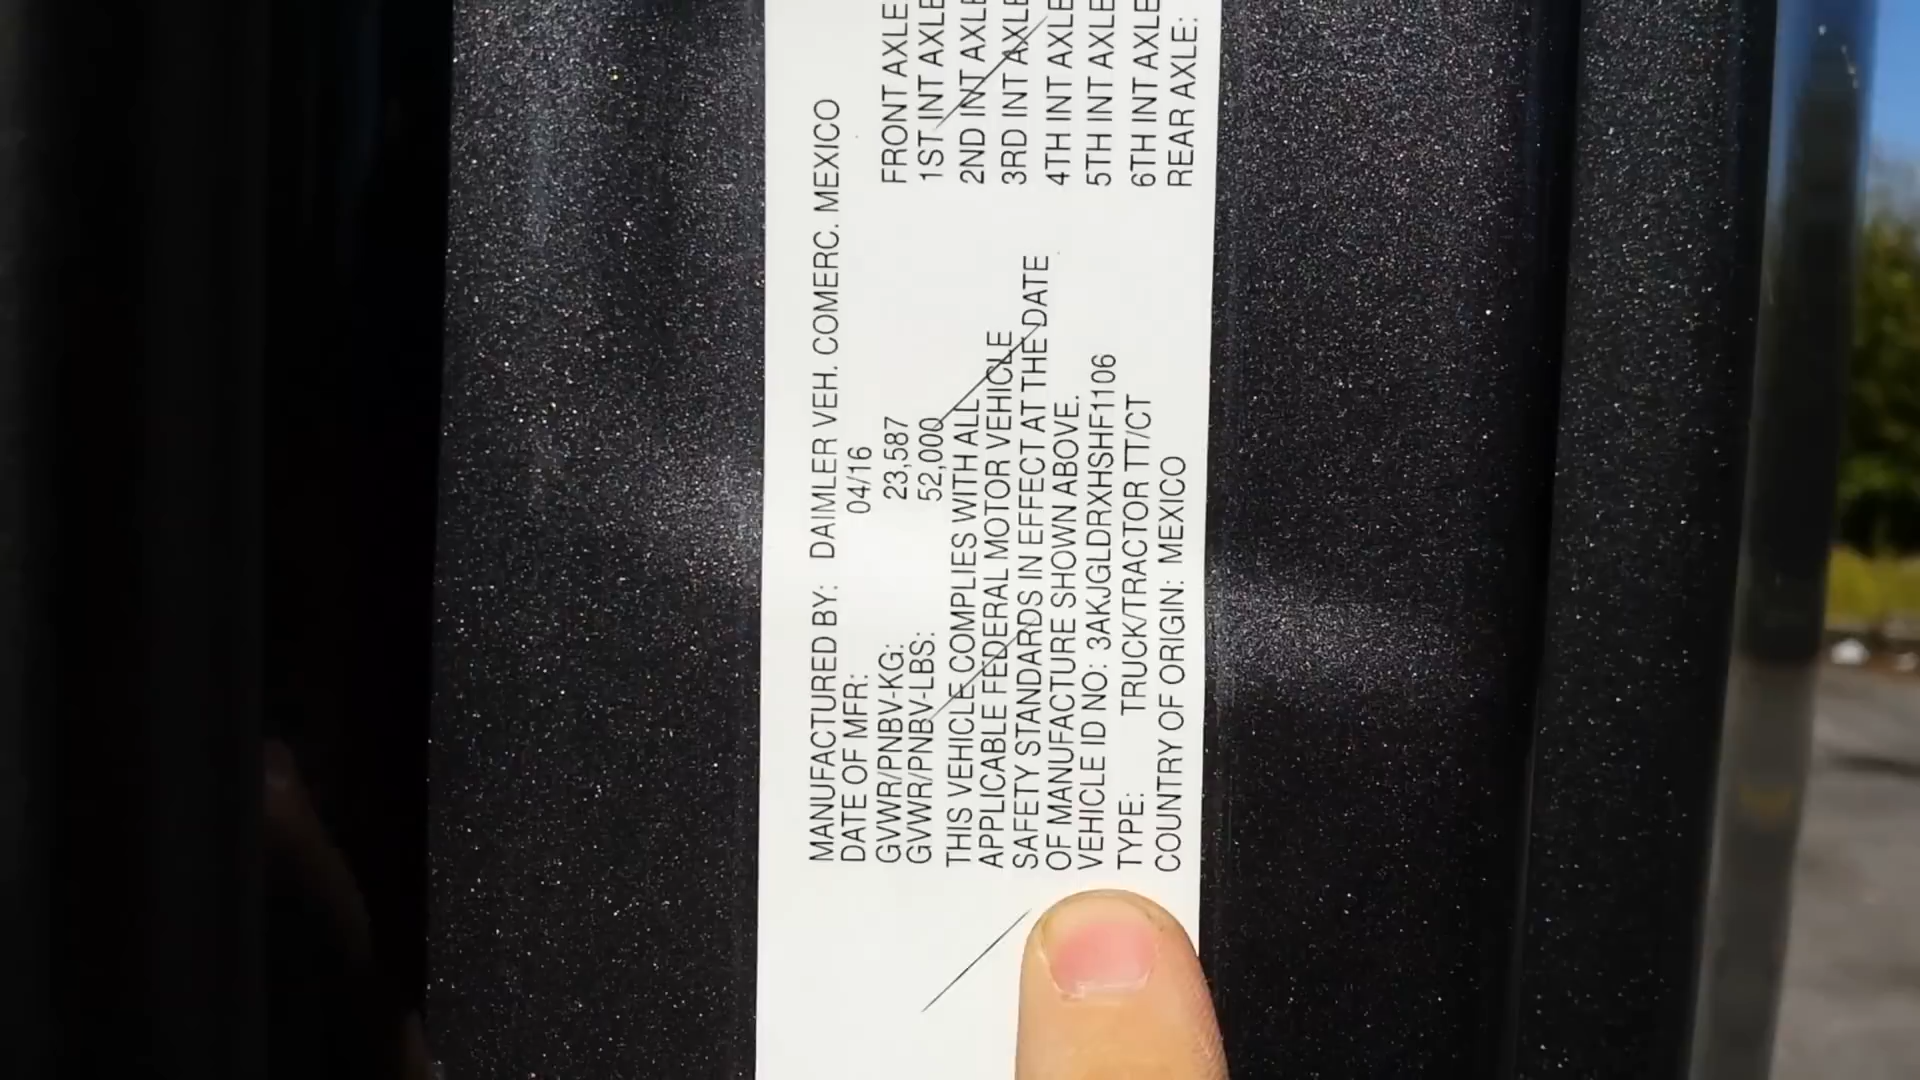 MANUFACTURED BY: DAIMLER VEH. COMERC. MEXICO
DATE OF MFR: 04/16
GVWR/PNBV-KG: 23,587
GVWR/PNBV-LBS: 52,000
THIS VEHICLE COMPLIES WITH ALL
APPLICABLE FEDERAL MOTOR VEHICLE
SAFETY STANDARDS IN EFFECT AT THE DATE
OF MANUFACTURE SHOWN ABOVE.
VEHICLE ID NO: 3AKJGLDRXHSHF1106
TYPE: TRUCK/TRACTOR TT/CT
COUNTRY OF ORIGIN: MEXICO
FRONT AXLE
1ST INT AXLE
2ND INT AXLE
3RD INT AXLE
4TH INT AXLE
5TH INT AXLE
6TH INT AXLE
REAR AXLE: